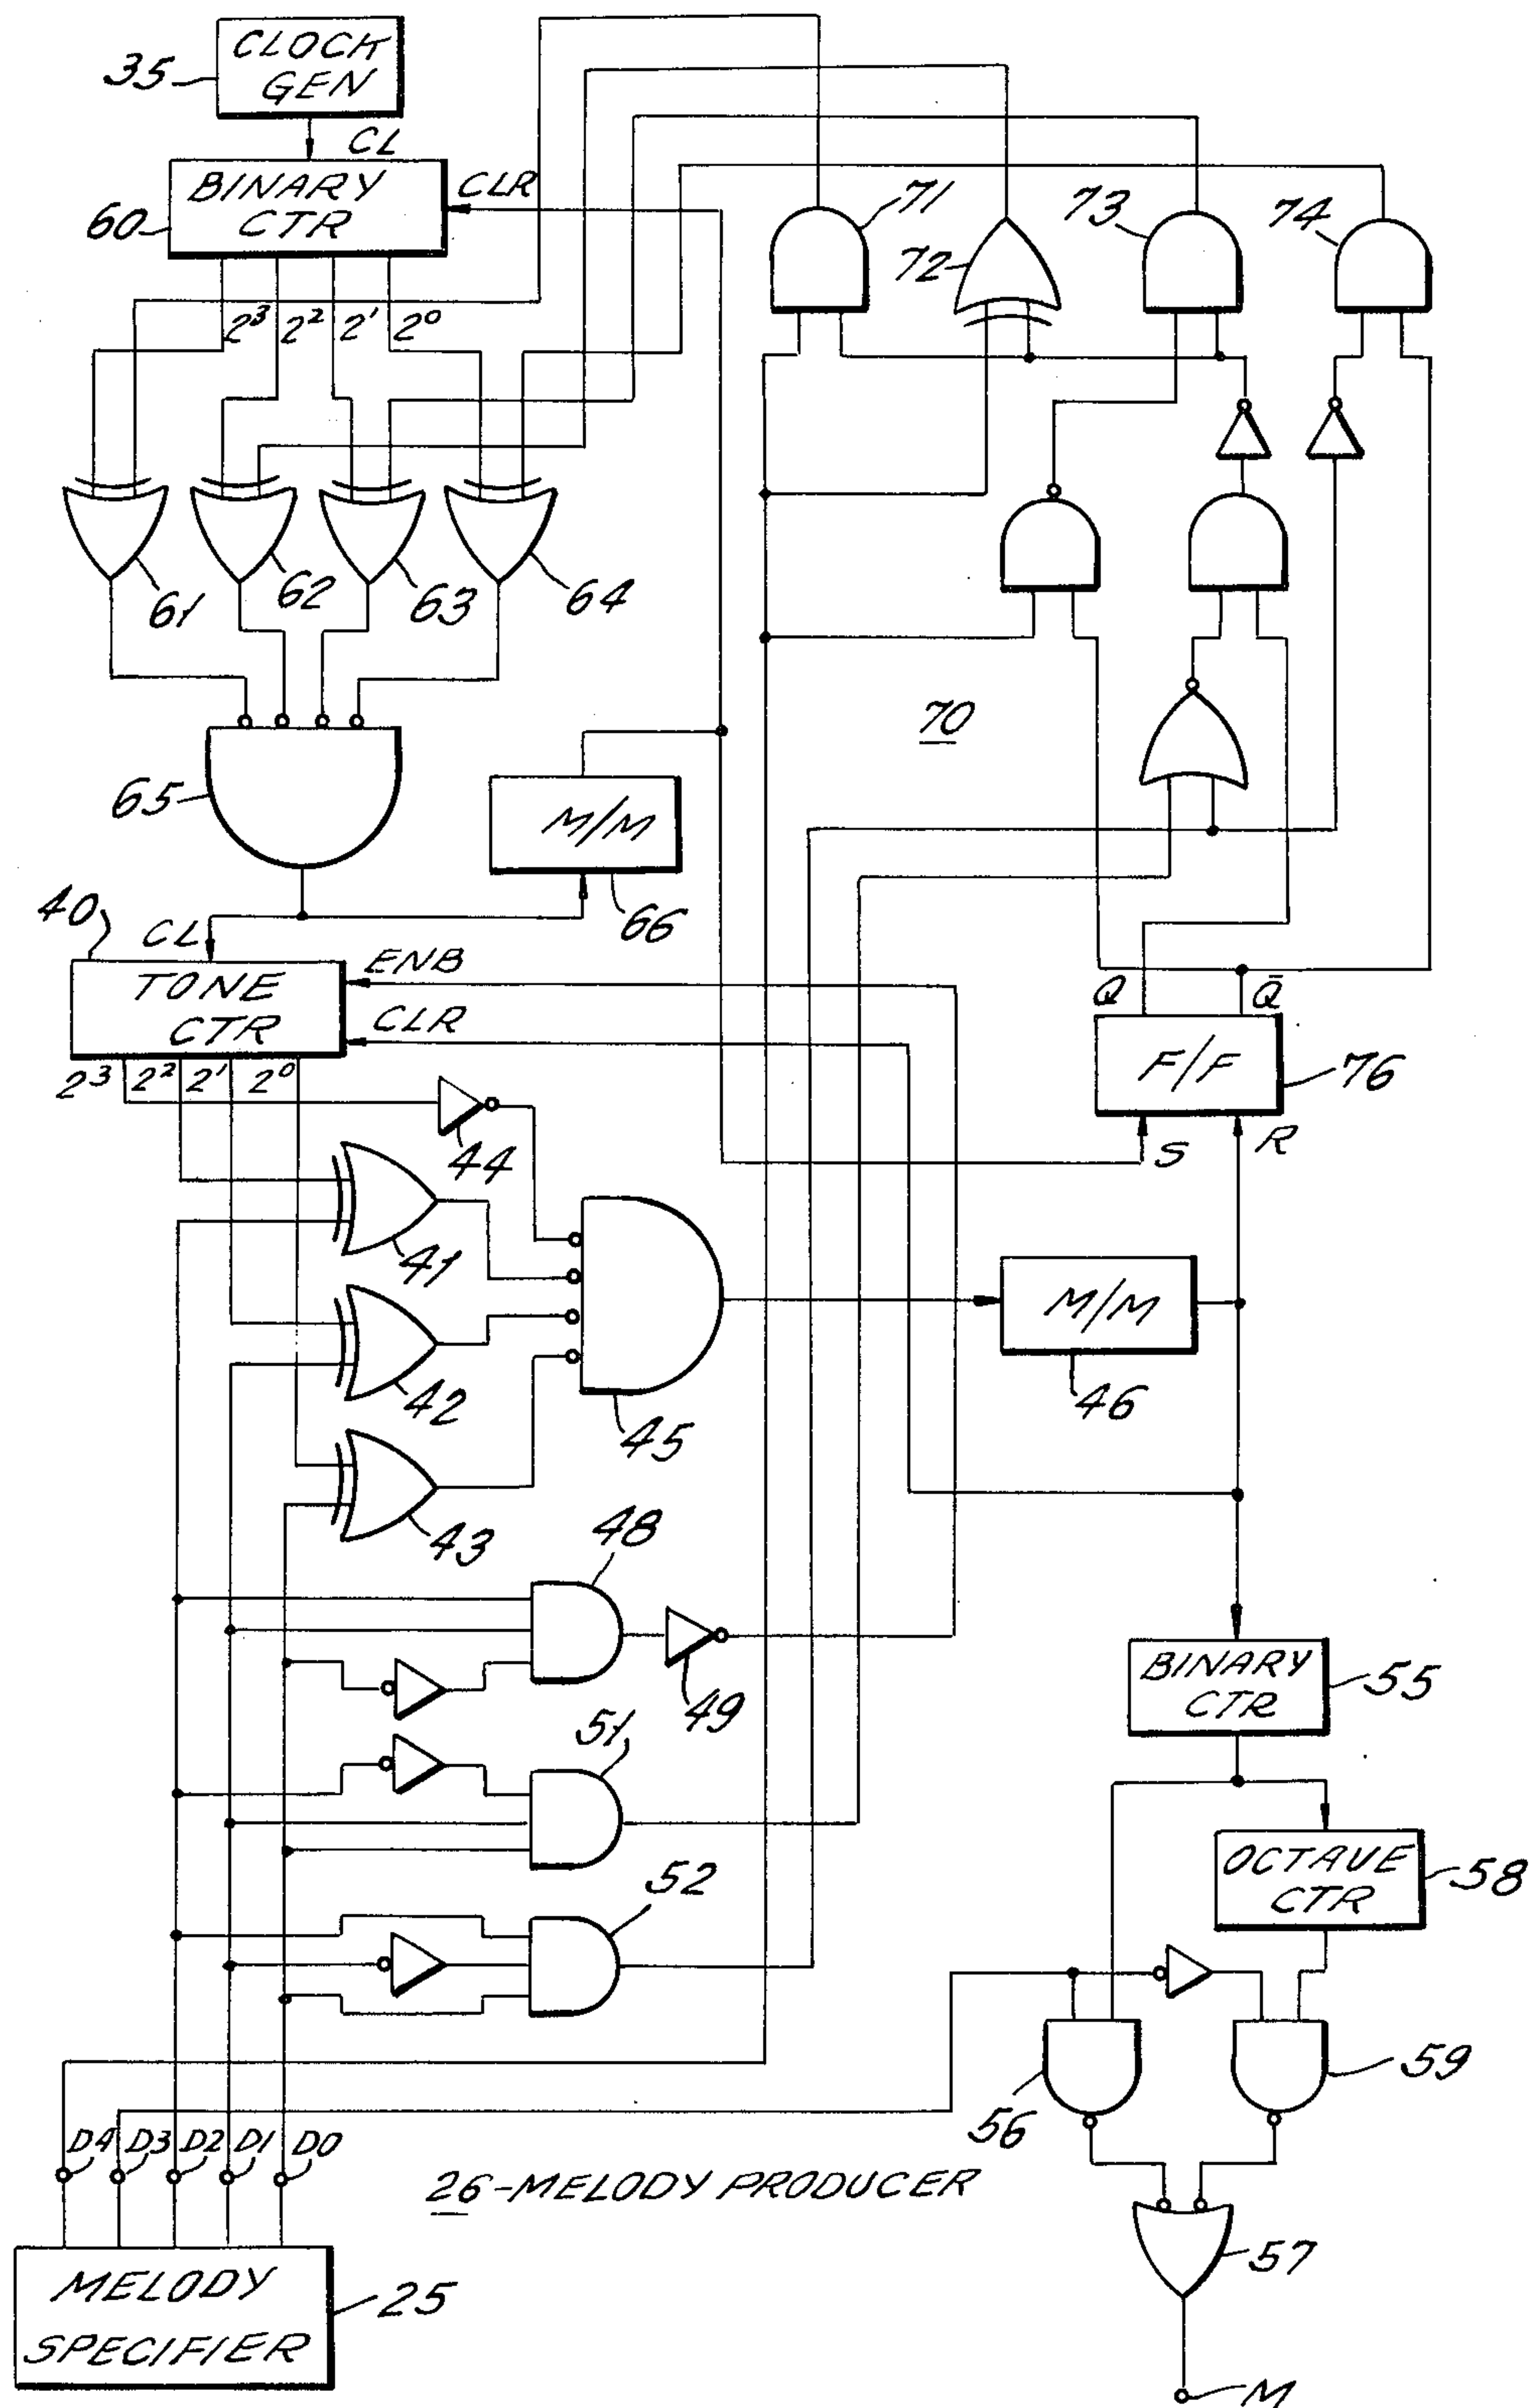 35
CLOCK
GEN
CL
60
BINARY
CTR
CLR
2³ 2² 2' 2⁰
71
72
73
74
61
62
63
64
65
M/M
66
70
40
CL
TONE
CTR
ENB
CLR
2³ 2² 2' 2⁰
Q
Q̄
F/F
76
S
R
44
41
42
43
45
M/M
46
48
49
51
52
BINARY
CTR
55
OCTAVE
CTR
58
56
59
57
M
D4 D3 D2 D1 D0
26-MELODY PRODUCER
MELODY
SPECIFIER
25